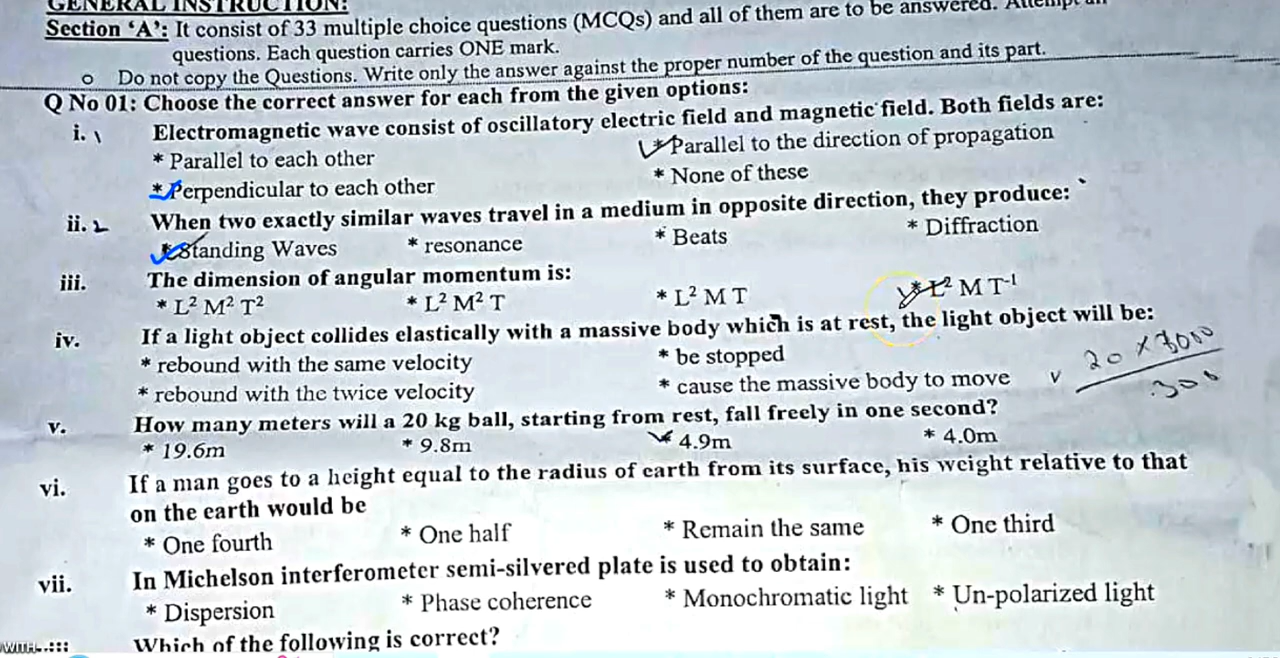 GENERAL INSTRUCTION:
Section ‘A’: It consist of 33 multiple choice questions (MCQs) and all of them are to be answered. Attempt all
questions. Each question carries ONE mark.
o Do not copy the Questions. Write only the answer against the proper number of the question and its part.
Q No 01: Choose the correct answer for each from the given options:
i. Electromagnetic wave consist of oscillatory electric field and magnetic field. Both fields are:
* Parallel to each other * Parallel to the direction of propagation
* Perpendicular to each other * None of these
ii. When two exactly similar waves travel in a medium in opposite direction, they produce:
* Standing Waves * resonance * Beats * Diffraction
iii. The dimension of angular momentum is:
* L² M² T² * L² M² T * L² M T * L² M T⁻¹
iv. If a light object collides elastically with a massive body which is at rest, the light object will be:
* rebound with the same velocity * be stopped
* rebound with the twice velocity * cause the massive body to move
v. How many meters will a 20 kg ball, starting from rest, fall freely in one second?
* 19.6m * 9.8m * 4.9m * 4.0m
vi. If a man goes to a height equal to the radius of earth from its surface, his weight relative to that
on the earth would be
* One fourth * One half * Remain the same * One third
vii. In Michelson interferometer semi-silvered plate is used to obtain:
* Dispersion * Phase coherence * Monochromatic light * Un-polarized light
Which of the following is correct?
WITH